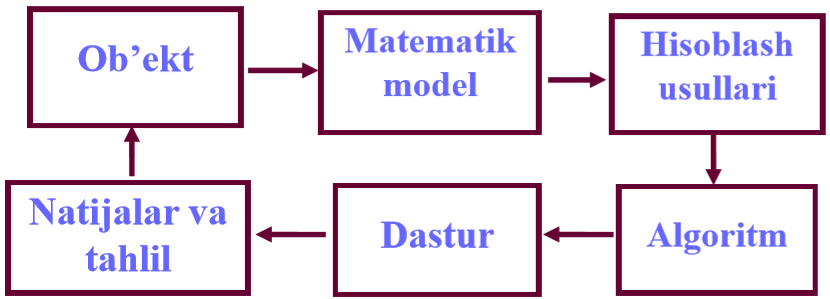 Ob’ekt
Matematik
model
Hisoblash
usullari
Natijalar va
tahlil
Dastur
Algoritm